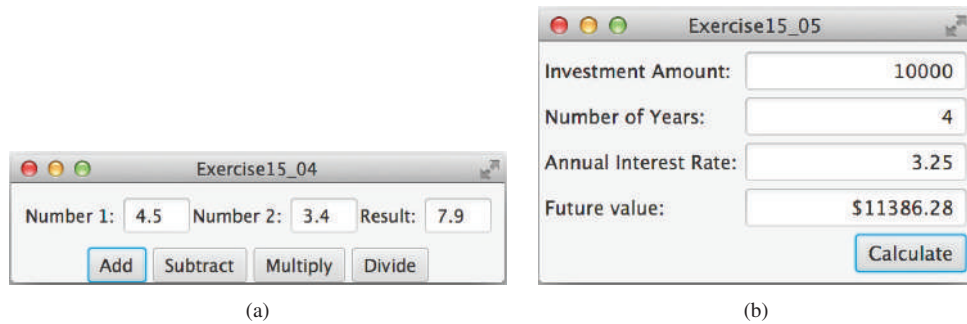 Exercise15_04
Number 1: 4.5 Number 2: 3.4 Result: 7.9
Add Subtract Multiply Divide
(a)
Exercise15_05
Investment Amount: 10000
Number of Years: 4
Annual Interest Rate: 3.25
Future value: $11386.28
Calculate
(b)